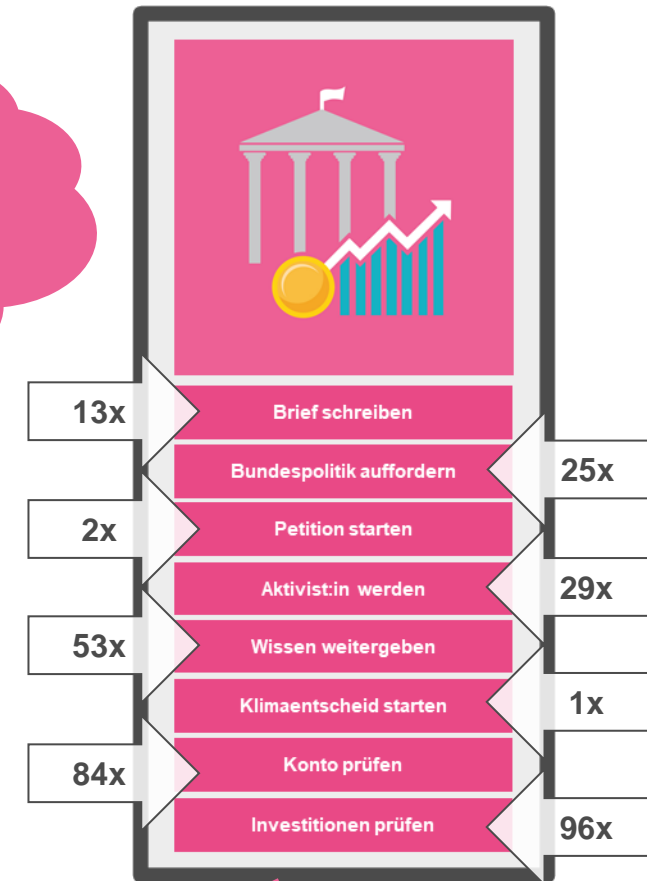 13x
Brief schreiben
Bundespolitik auffordern
25x
2x
Petition starten
Aktivist:in werden
29x
53x
Wissen weitergeben
Klimaentscheid starten
1x
84x
Konto prüfen
Investitionen prüfen
96x